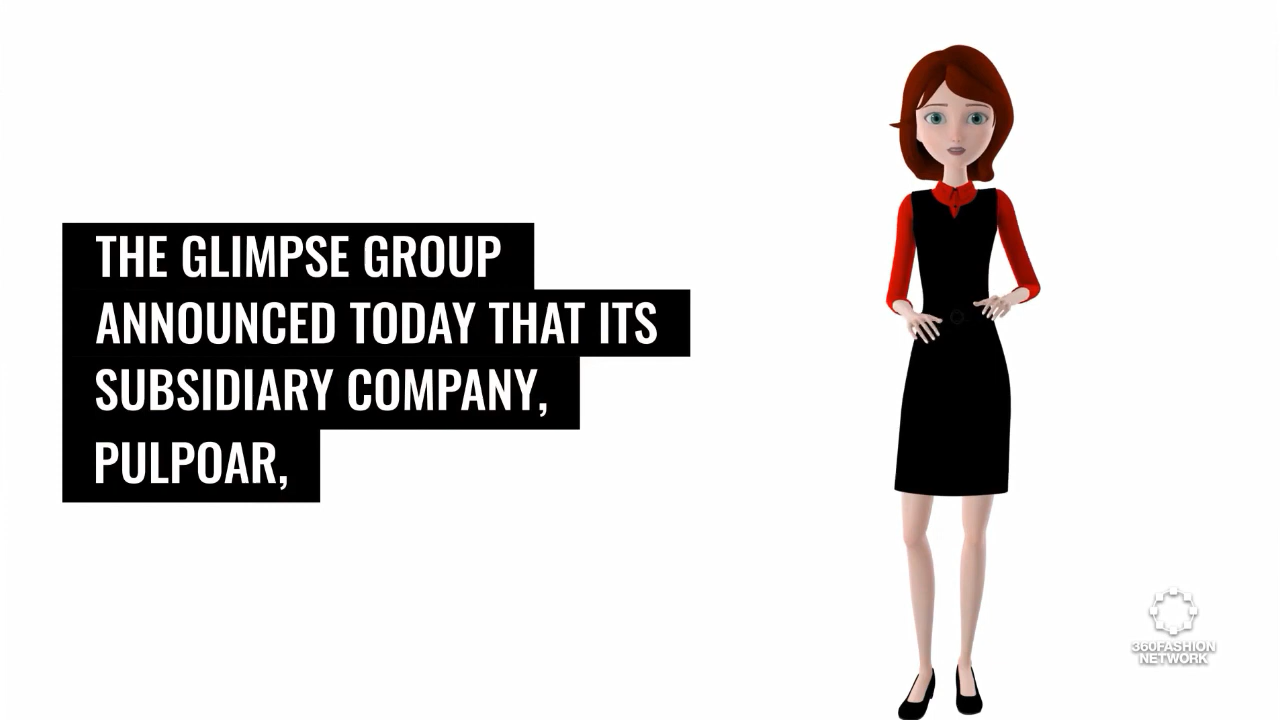 THE GLIMPSE GROUP
ANNOUNCED TODAY THAT ITS
SUBSIDIARY COMPANY,
PULPOAR,
360FASHION
NETWORK